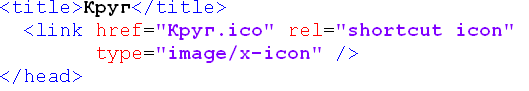 <title>Круг</title>
<link href="Круг.ico" rel="shortcut icon"
type="image/x-icon" />
</head>